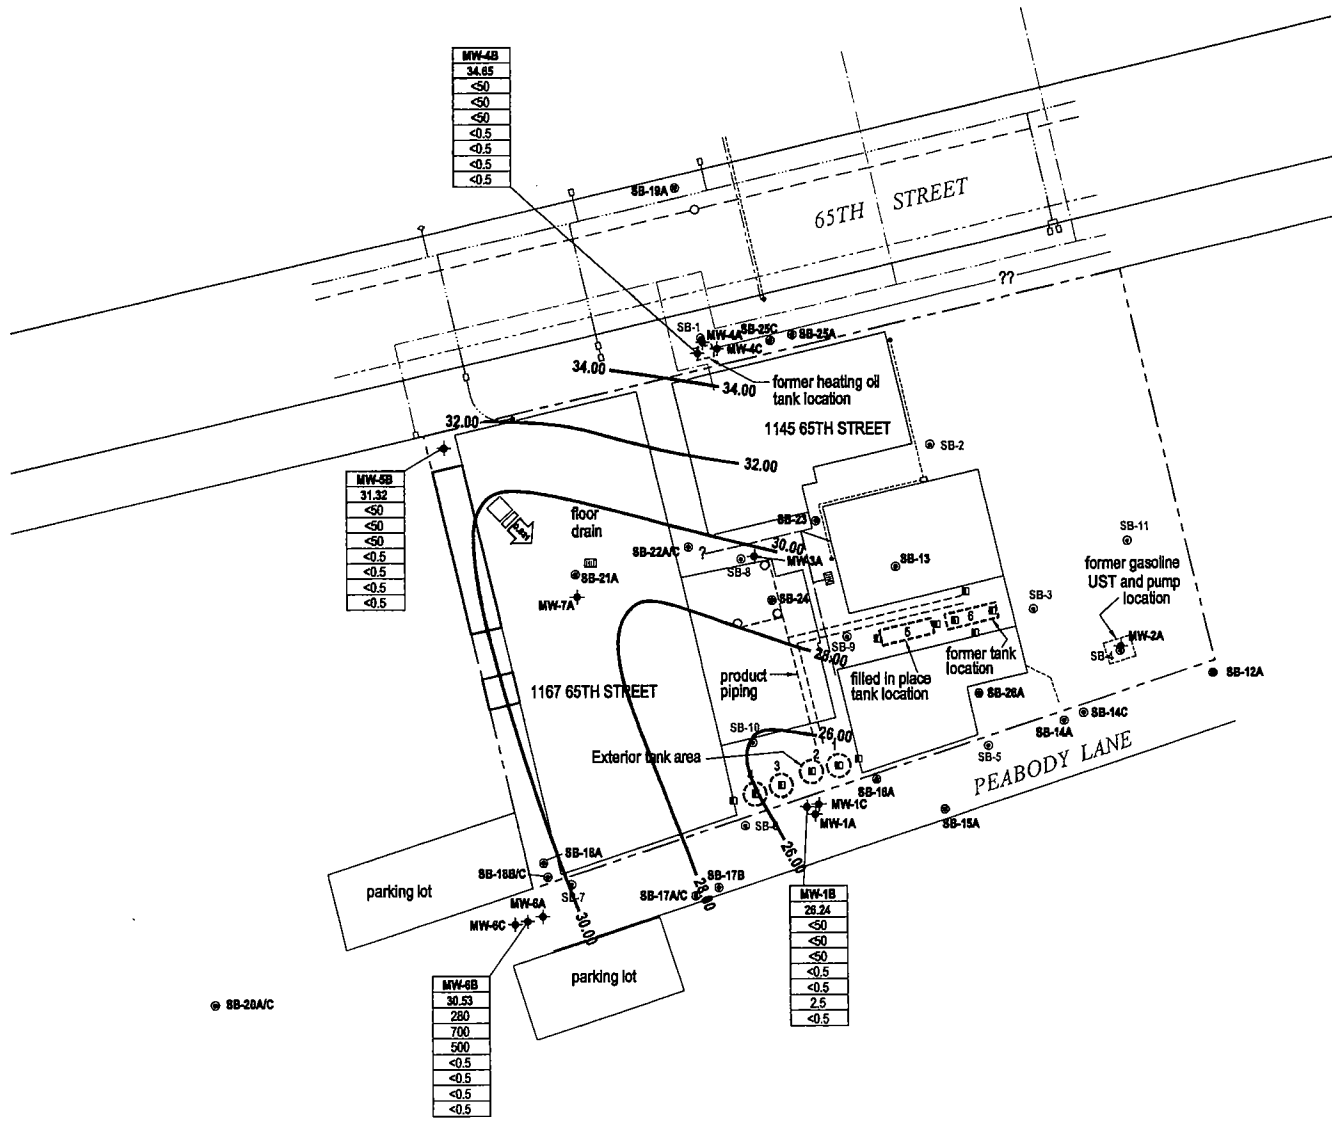 MW-4B
34.65
<50
<50
<50
<0.5
<0.5
<0.5
<0.5
SB-19A
65TH STREET
??
SB-1
MW-4A
SB-25C
SB-25A
MW-4C
34.00
34.00
former heating oil
tank location
1145 65TH STREET
32.00
32.00
SB-2
MW-5B
31.32
<50
<50
<50
<0.5
<0.5
<0.5
<0.5
floor
drain
SB-23
30.00
SB-22A/C
?
SB-8
MW-3A
SB-13
SB-11
former gasoline
UST and pump
location
SB-21A
MW-7A
SB-24
SB-3
5
6
SB-9
MW-2A
SB-4
28.00
former tank
location
product
piping
filled in place
tank location
SB-12A
1167 65TH STREET
SB-26A
SB-14C
SB-14A
SB-10
26.00
SB-5
PEABODY LANE
Exterior tank area
1
2
3
SB-16A
MW-1C
MW-1A
SB-15A
SB-6
26.00
SB-18A
SB-18B/C
SB-7
parking lot
SB-17B
SB-17A/C
28.00
MW-6A
MW-6C
30.00
MW-1B
26.24
<50
<50
<50
<0.5
<0.5
2.5
<0.5
parking lot
MW-6B
30.53
280
700
500
<0.5
<0.5
<0.5
<0.5
SB-20A/C